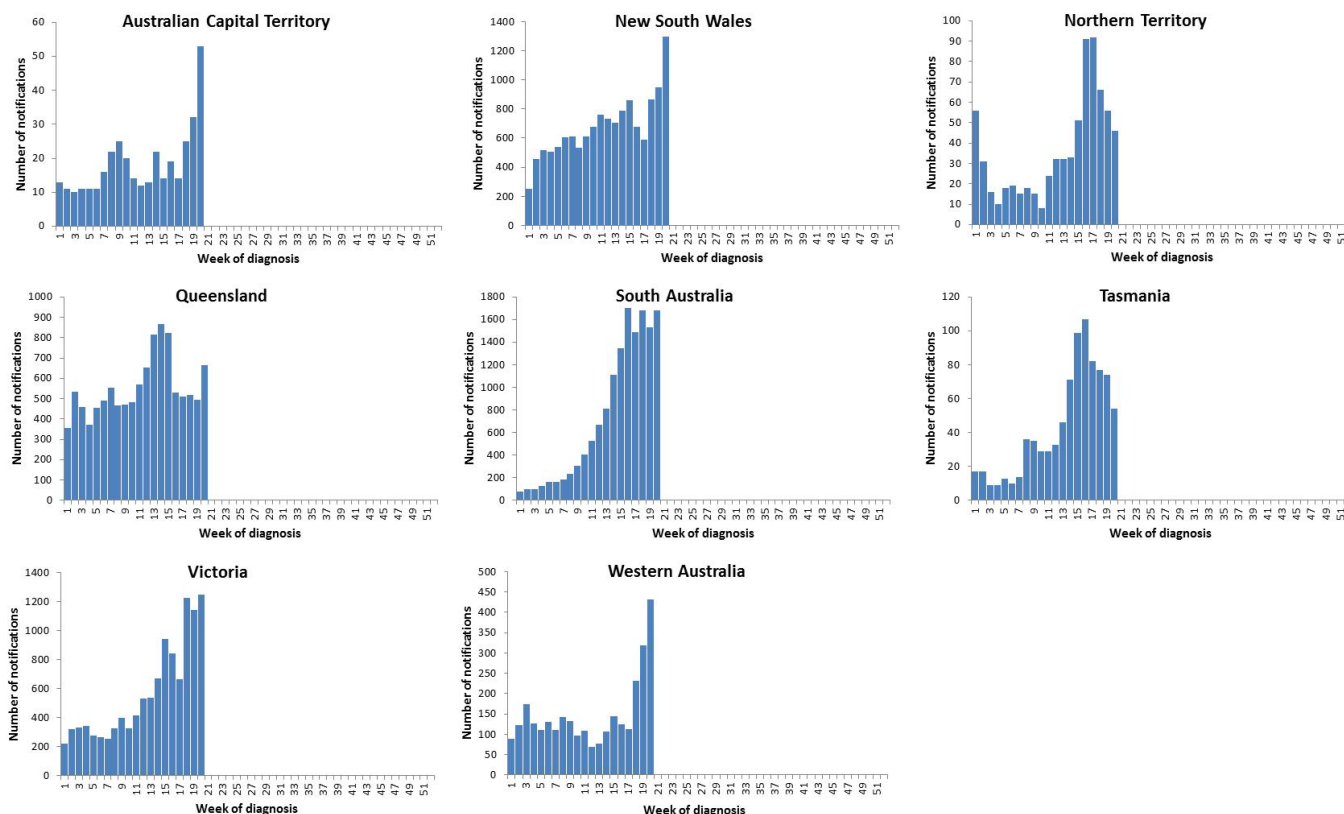 Australian Capital Territory
Number of notifications
60
50
40
30
20
10
0
1 3 5 7 9 11 13 15 17 19 21 23 25 27 29 31 33 35 37 39 41 43 45 47 49 51
Week of diagnosis
New South Wales
Number of notifications
1400
1200
1000
800
600
400
200
0
1 3 5 7 9 11 13 15 17 19 21 23 25 27 29 31 33 35 37 39 41 43 45 47 49 51
Week of diagnosis
Northern Territory
Number of notifications
100
90
80
70
60
50
40
30
20
10
0
1 3 5 7 9 11 13 15 17 19 21 23 25 27 29 31 33 35 37 39 41 43 45 47 49 51
Week of diagnosis
Queensland
Number of notifications
1000
900
800
700
600
500
400
300
200
100
0
1 3 5 7 9 11 13 15 17 19 21 23 25 27 29 31 33 35 37 39 41 43 45 47 49 51
Week of diagnosis
South Australia
Number of notifications
1800
1600
1400
1200
1000
800
600
400
200
0
1 3 5 7 9 11 13 15 17 19 21 23 25 27 29 31 33 35 37 39 41 43 45 47 49 51
Week of diagnosis
Tasmania
Number of notifications
120
100
80
60
40
20
0
1 3 5 7 9 11 13 15 17 19 21 23 25 27 29 31 33 35 37 39 41 43 45 47 49 51
Week of diagnosis
Victoria
Number of notifications
1400
1200
1000
800
600
400
200
0
1 3 5 7 9 11 13 15 17 19 21 23 25 27 29 31 33 35 37 39 41 43 45 47 49 51
Week of diagnosis
Western Australia
Number of notifications
500
450
400
350
300
250
200
150
100
50
0
1 3 5 7 9 11 13 15 17 19 21 23 25 27 29 31 33 35 37 39 41 43 45 47 49 51
Week of diagnosis